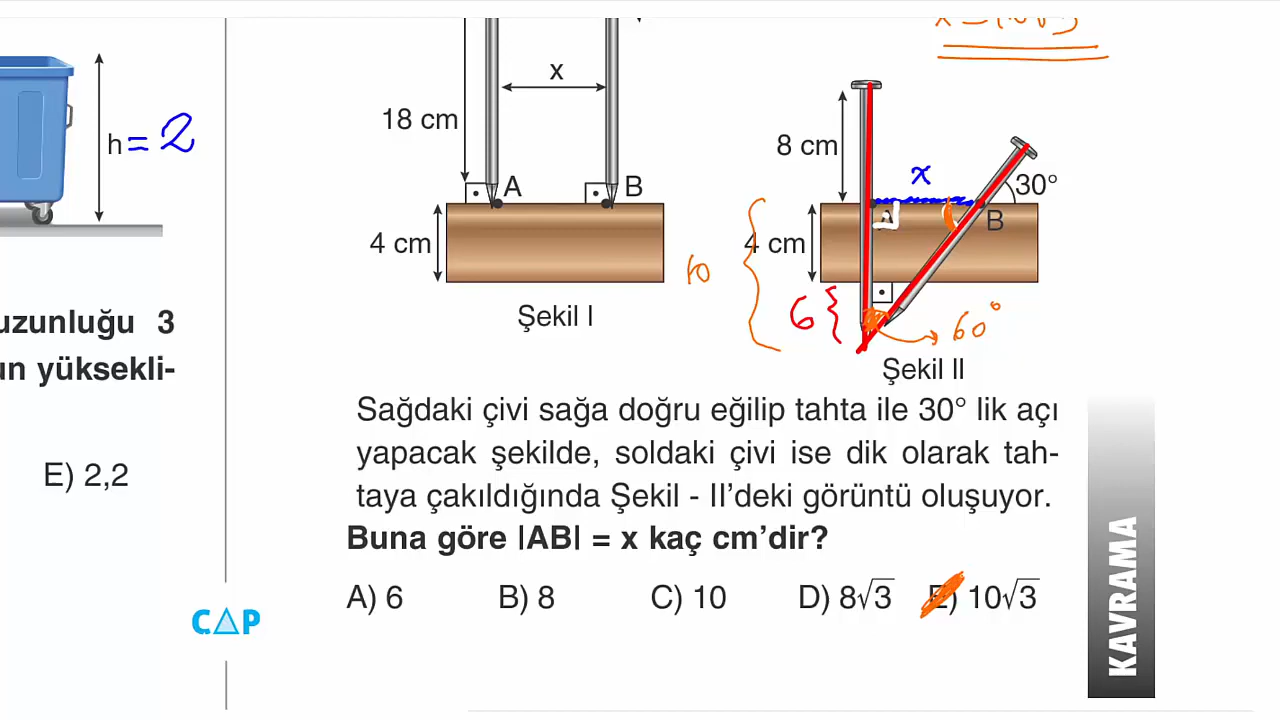 h = 2
uzunluğu 3
un yüksekli-
E) 2,2
CAP
x
18 cm
A
B
4 cm
Şekil I
8 cm
x
30°
A
B
4 cm
10
6
60°
Şekil II
Sağdaki çivi sağa doğru eğilip tahta ile 30° lik açı
yapacak şekilde, soldaki çivi ise dik olarak tah-
taya çakıldığında Şekil - II'deki görüntü oluşuyor.
Buna göre |AB| = x kaç cm'dir?
A) 6 B) 8 C) 10 D) 8√3 E) 10√3
KAVRAMA